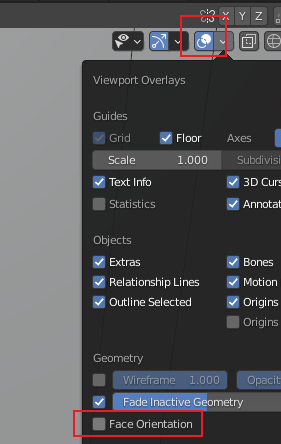 X Y Z
Viewport Overlays
Guides
Grid Floor Axes
Scale 1.000 Subdivisi
Text Info 3D Curs
Statistics Annotat
Objects
Extras Bones
Relationship Lines Motion
Outline Selected Origins
Origins
Geometry
Wireframe 1.000 Opacit
Fade Inactive Geometry
Face Orientation